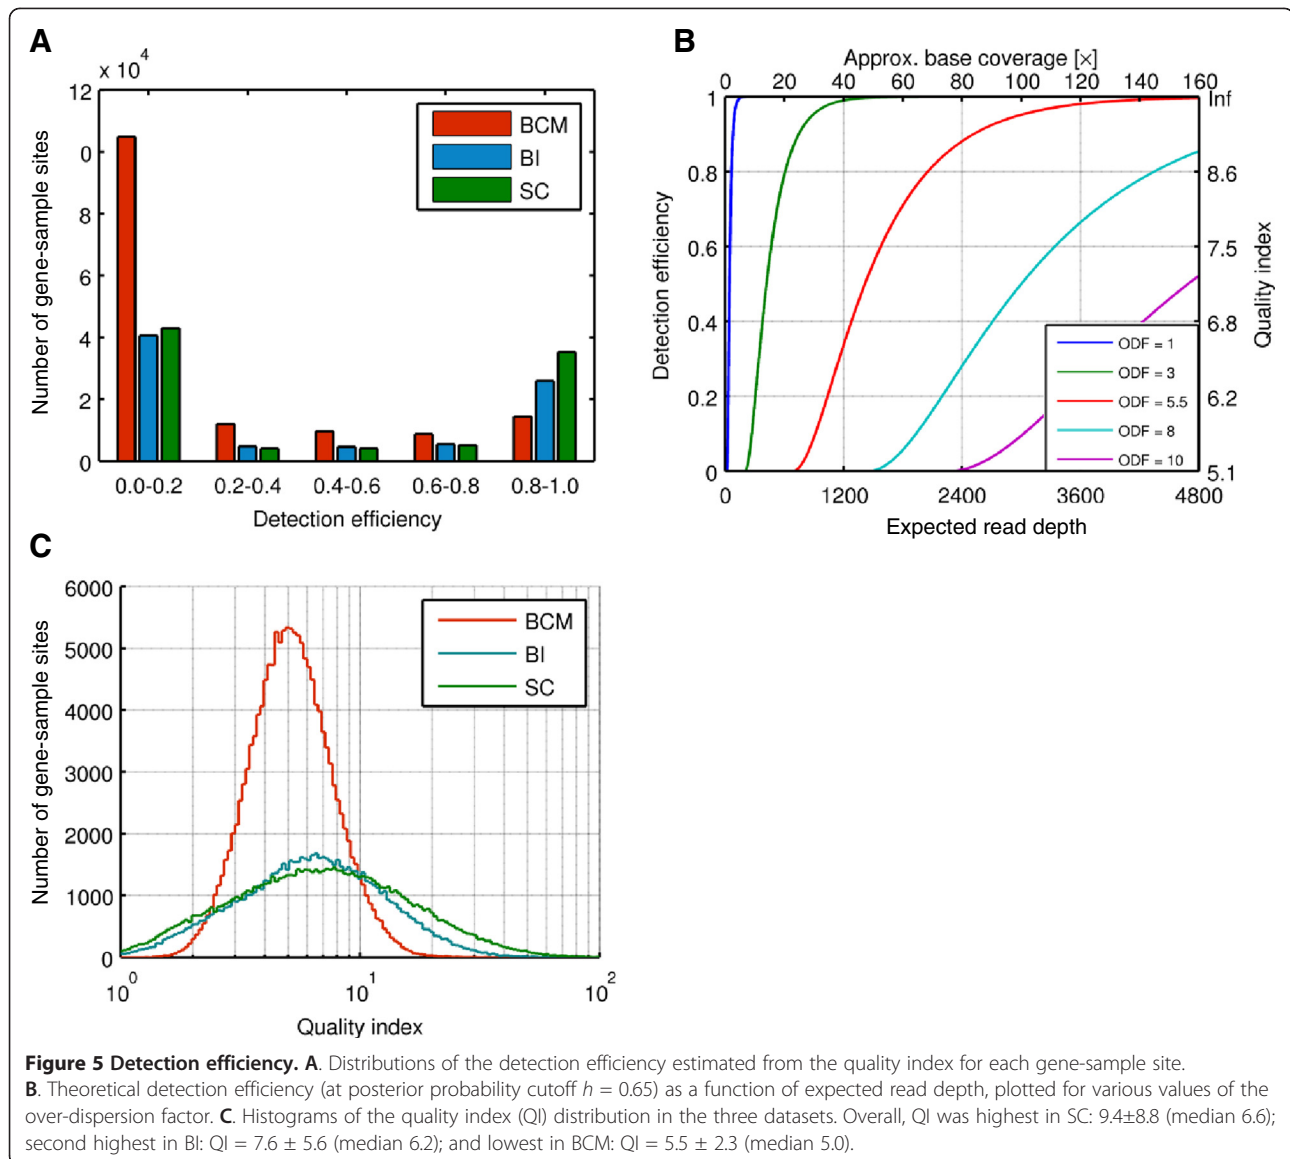 A
x 10^4
12
0
8
6
4
2
0
Number of gene-sample sites
BCM
BI
SC
0.0-0.2 0.2-0.4 0.4-0.6 0.6-0.8 0.8-1.0
Detection efficiency
B
Approx. base coverage [×]
0 20 40 60 80 100 120 140 160
1
0.8
0.6
0.4
0.2
0
Detection efficiency
Inf
8.6
7.5
6.8
6.2
5.1
Quality index
ODF = 1
ODF = 3
ODF = 5.5
ODF = 8
ODF = 10
0 1200 2400 3600 4800
Expected read depth
C
6000
5000
4000
3000
2000
1000
0
Number of gene-sample sites
BCM
BI
SC
10^0 10^1 10^2
Quality index
Figure 5 Detection efficiency. A. Distributions of the detection efficiency estimated from the quality index for each gene-sample site.
B. Theoretical detection efficiency (at posterior probability cutoff h = 0.65) as a function of expected read depth, plotted for various values of the
over-dispersion factor. C. Histograms of the quality index (QI) distribution in the three datasets. Overall, QI was highest in SC: 9.4±8.8 (median 6.6);
second highest in BI: QI = 7.6 ± 5.6 (median 6.2); and lowest in BCM: QI = 5.5 ± 2.3 (median 5.0).